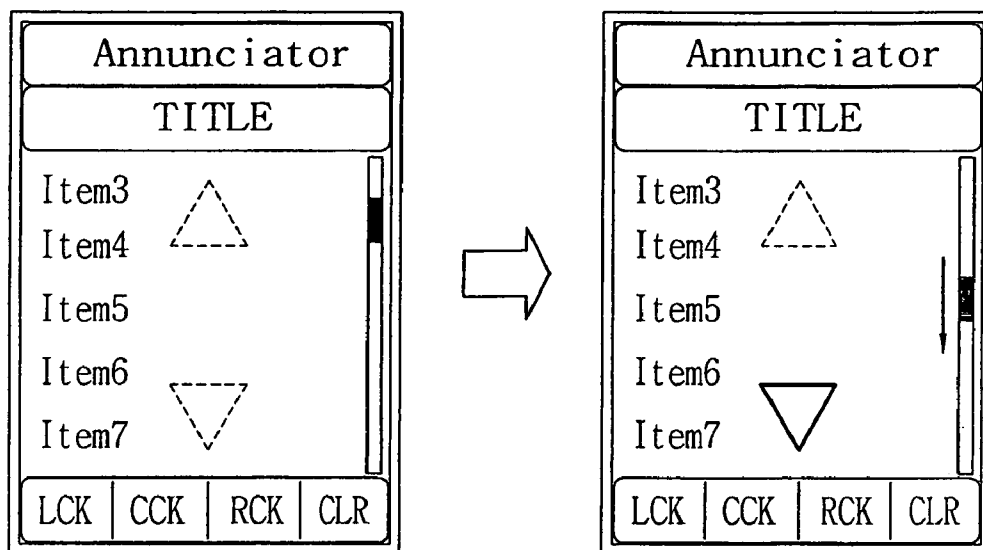 Annunciator
TITLE
Item3
Item4
Item5
Item6
Item7
LCK CCK RCK CLR
Annunciator
TITLE
Item3
Item4
Item5
Item6
Item7
LCK CCK RCK CLR